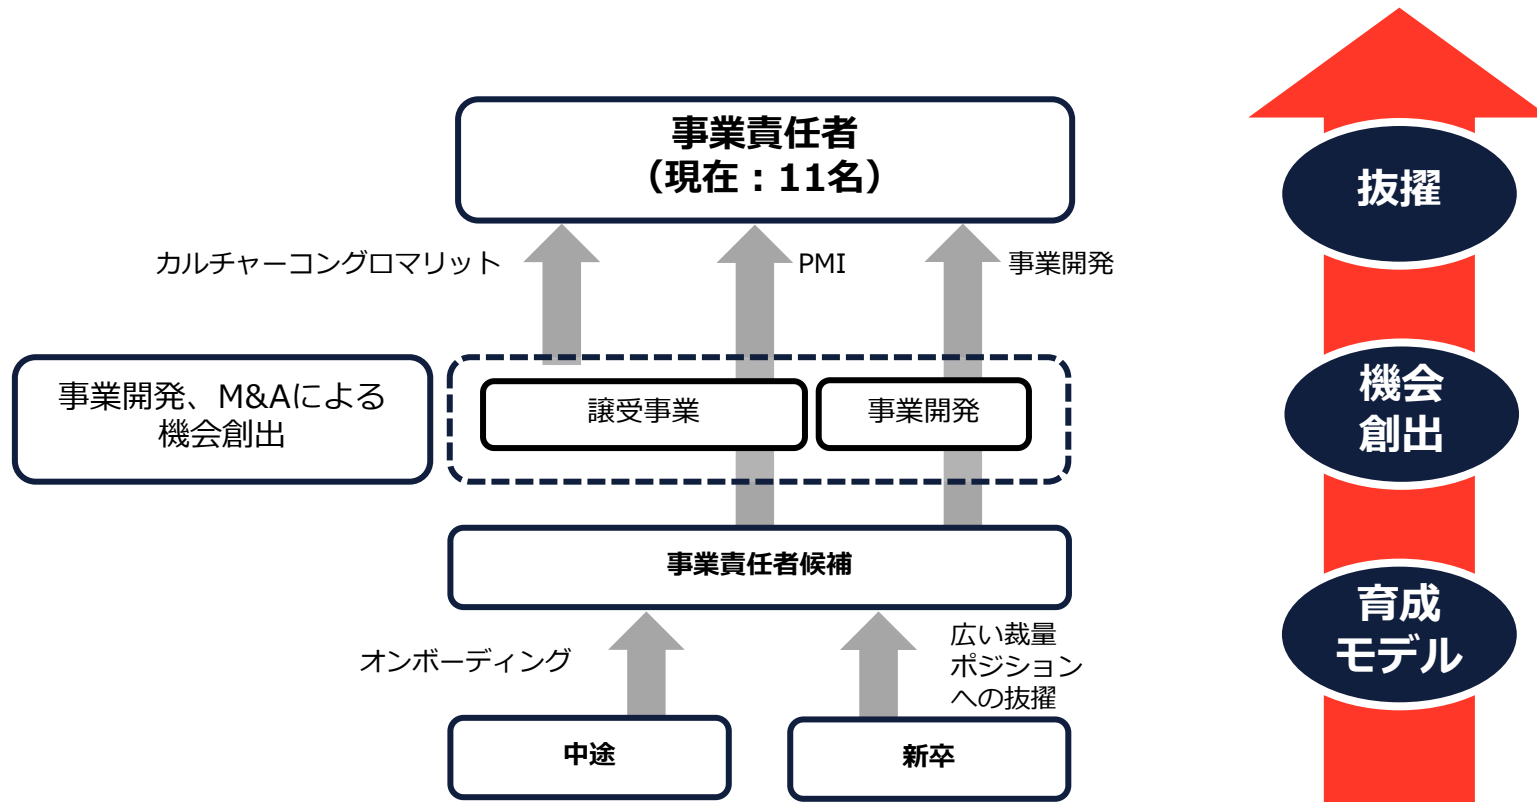 事業責任者
（現在：11名）
カルチャーコングロマリット
PMI
事業開発
事業開発、M&Aによる
機会創出
譲受事業
事業開発
事業責任者候補
オンボーディング
広い裁量
ポジション
への抜擢
中途
新卒
抜擢
機会
創出
育成
モデル